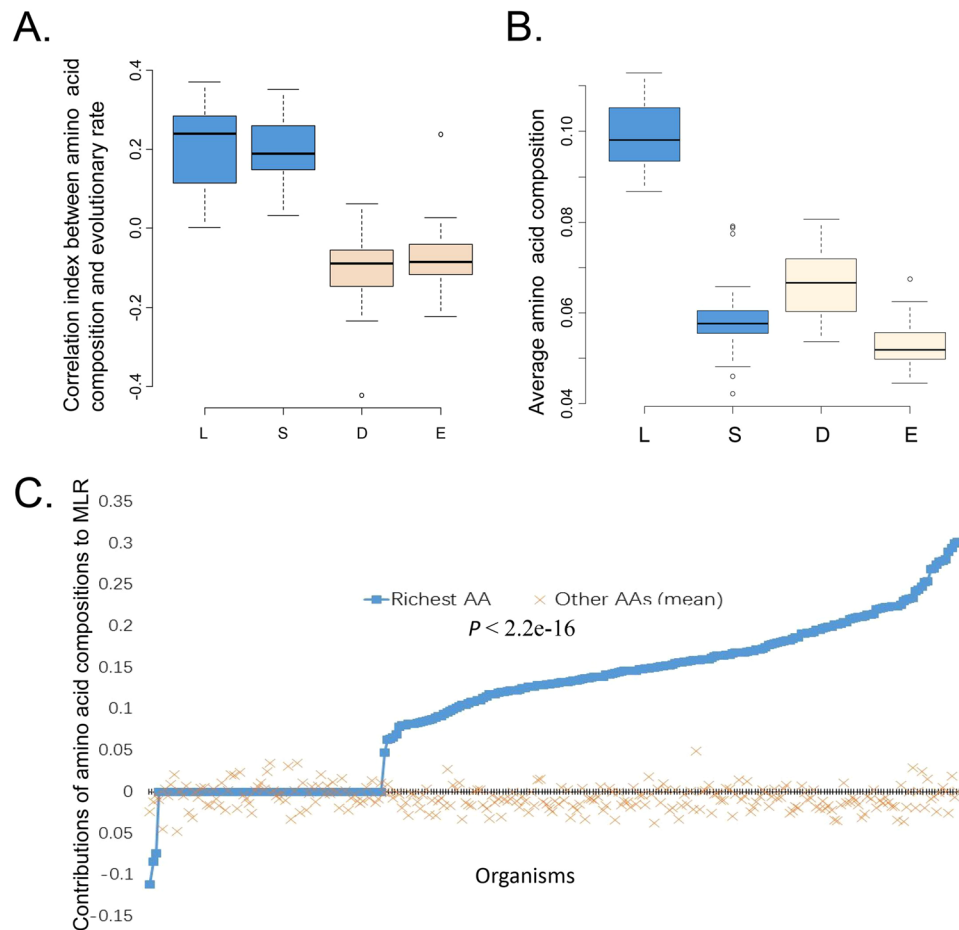 A.
Correlation index between amino acid
composition and evolutionary rate
0.4
0.2
0.0
-0.2
-0.4
L S D E
B.
Average amino acid composition
0.10
0.08
0.06
0.04
L S D E
C.
Contributions of amino acid compositions to MLR
0.35
0.3
0.25
0.2
0.15
0.1
0.05
0
0.05
-0.1
-0.15
Richest AA Other AAs (mean)
P < 2.2e-16
Organisms